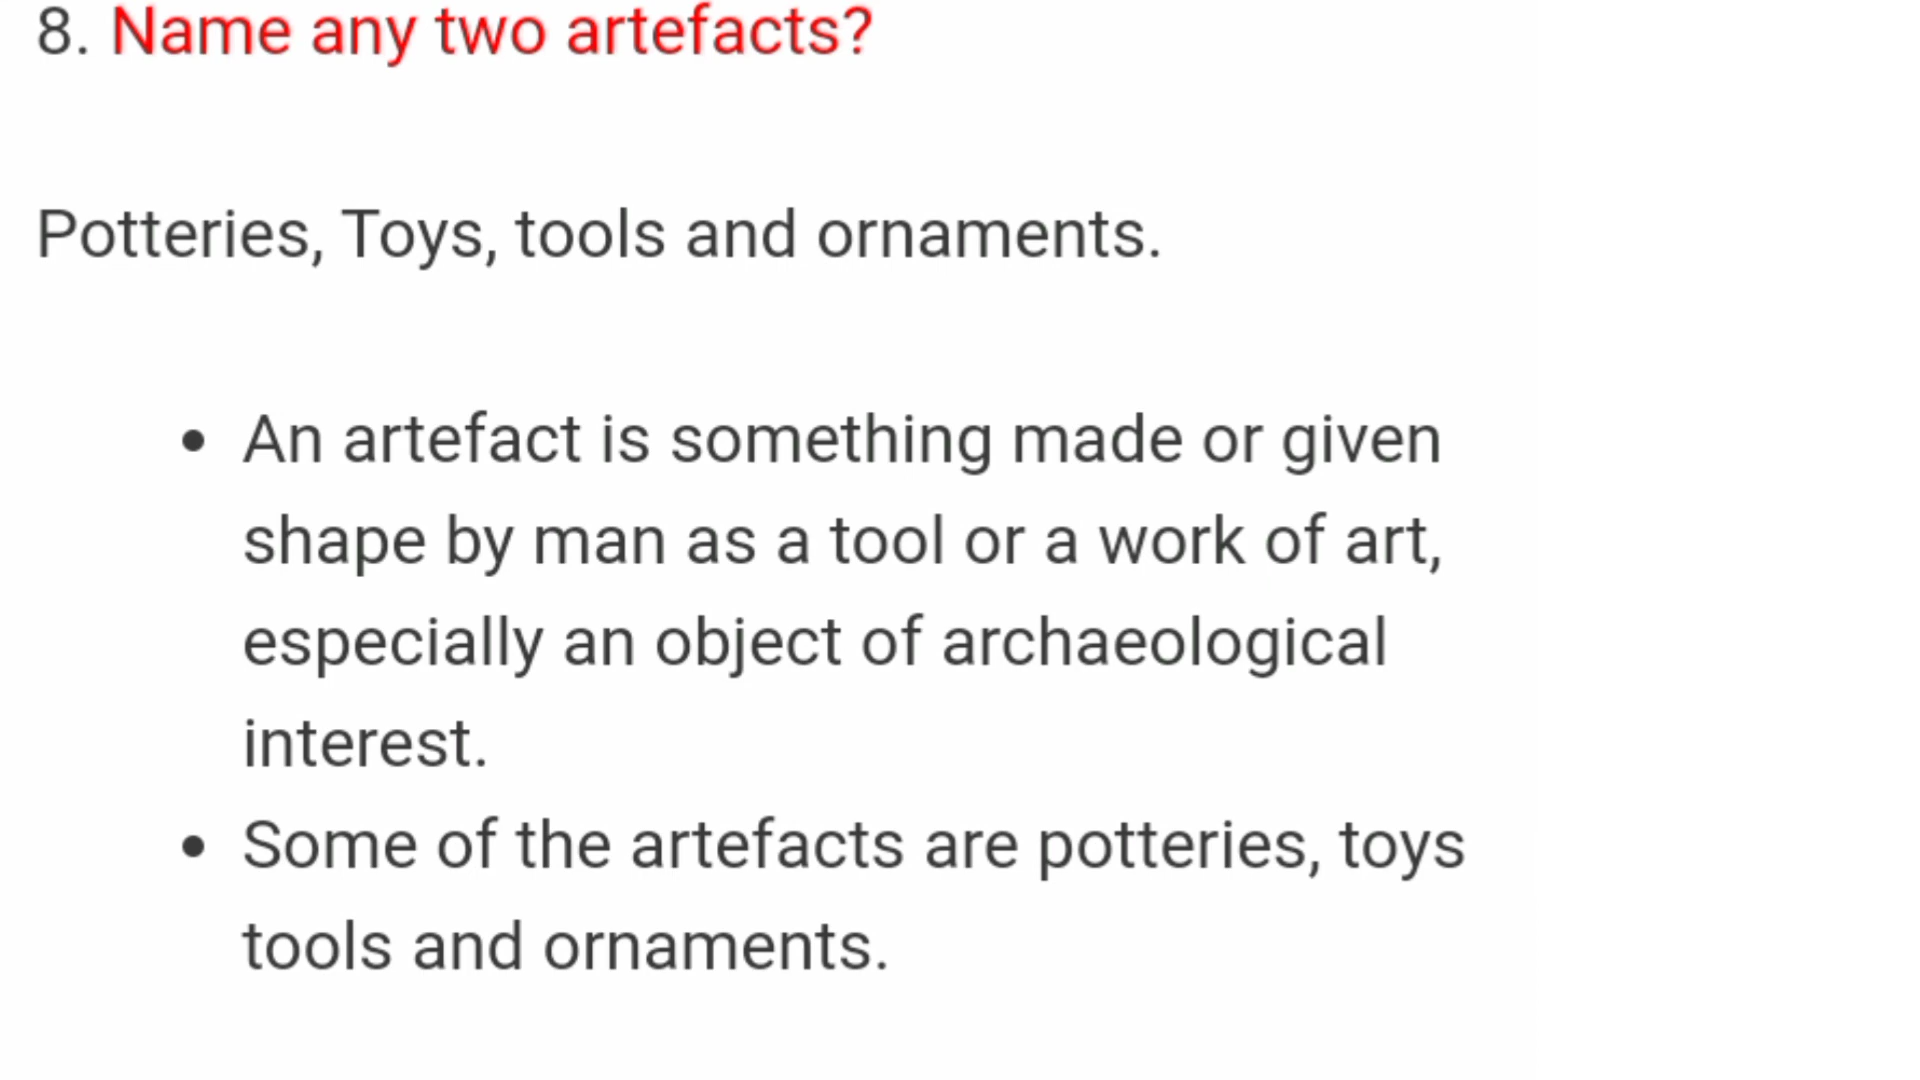 8. Name any two artefacts?
Potteries, Toys, tools and ornaments.
• An artefact is something made or given
shape by man as a tool or a work of art,
especially an object of archaeological
interest.
• Some of the artefacts are potteries, toys
tools and ornaments.